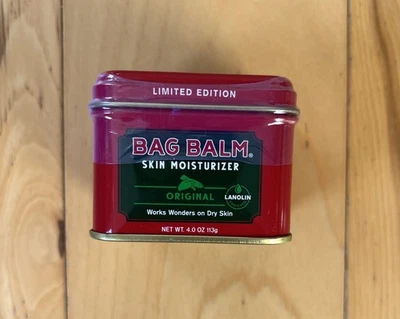 LIMITED EDITION
BAG BALM®
SKIN MOISTURIZER
ORIGINAL
LANOLIN
Works Wonders on Dry Skin
NET WT. 4.0 OZ 113g